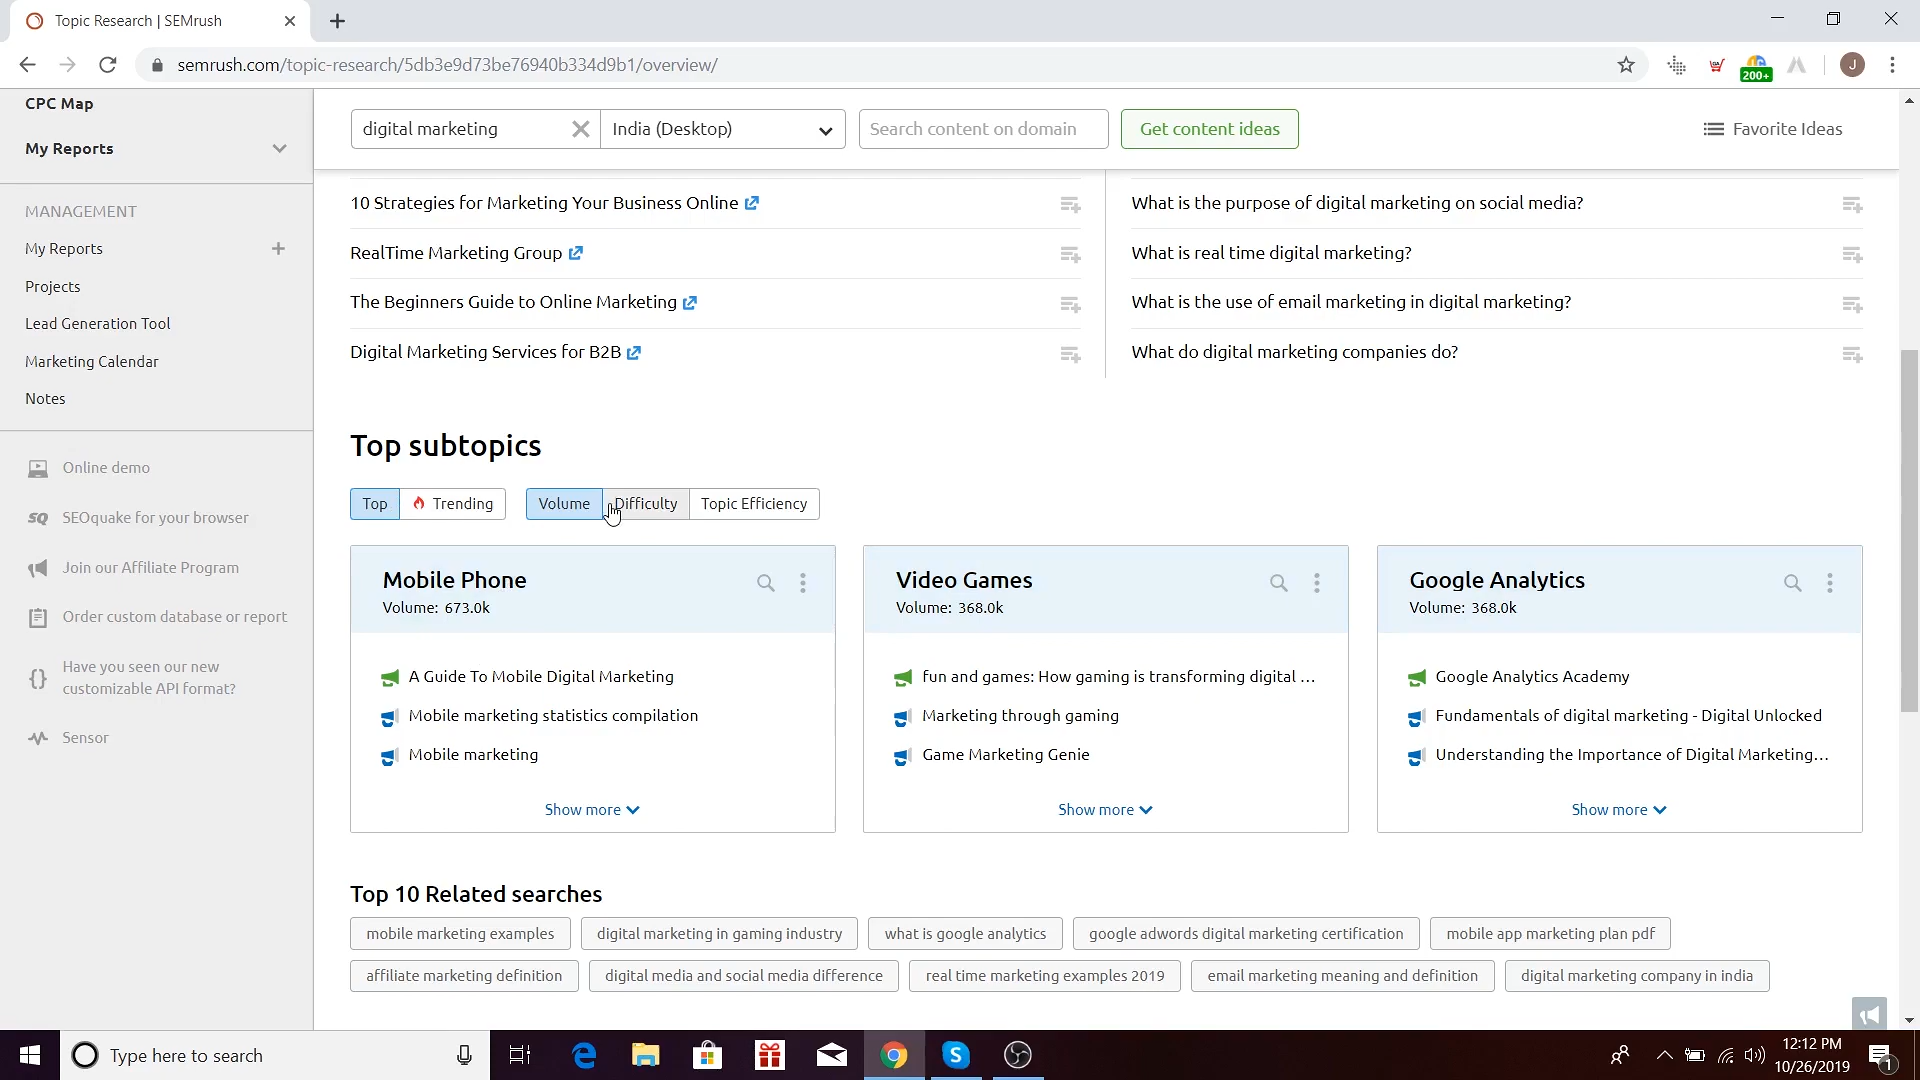 Topic Research | SEMrush
semrush.com/topic-research/5db3e9d73be76940b334d9b1/overview/
200+
J
CPC Map
My Reports
MANAGEMENT
My Reports
Projects
Lead Generation Tool
Marketing Calendar
Notes
Online demo
SQ SEOquake for your browser
Join our Affiliate Program
Order custom database or report
Have you seen our new
customizable API format?
Sensor
digital marketing
India (Desktop)
Search content on domain
Get content ideas
Favorite Ideas
10 Strategies for Marketing Your Business Online
RealTime Marketing Group
The Beginners Guide to Online Marketing
Digital Marketing Services for B2B
What is the purpose of digital marketing on social media?
What is real time digital marketing?
What is the use of email marketing in digital marketing?
What do digital marketing companies do?
Top subtopics
Top Trending Volume Difficulty Topic Efficiency
Mobile Phone
Volume: 673.0k
A Guide To Mobile Digital Marketing
Mobile marketing statistics compilation
Mobile marketing
Show more
Video Games
Volume: 368.0k
fun and games: How gaming is transforming digital ...
Marketing through gaming
Game Marketing Genie
Show more
Google Analytics
Volume: 368.0k
Google Analytics Academy
Fundamentals of digital marketing - Digital Unlocked
Understanding the Importance of Digital Marketing...
Show more
Top 10 Related searches
mobile marketing examples digital marketing in gaming industry what is google analytics google adwords digital marketing certification mobile app marketing plan pdf
affiliate marketing definition digital media and social media difference real time marketing examples 2019 email marketing meaning and definition digital marketing company in india
Type here to search
12:12 PM
10/26/2019
1